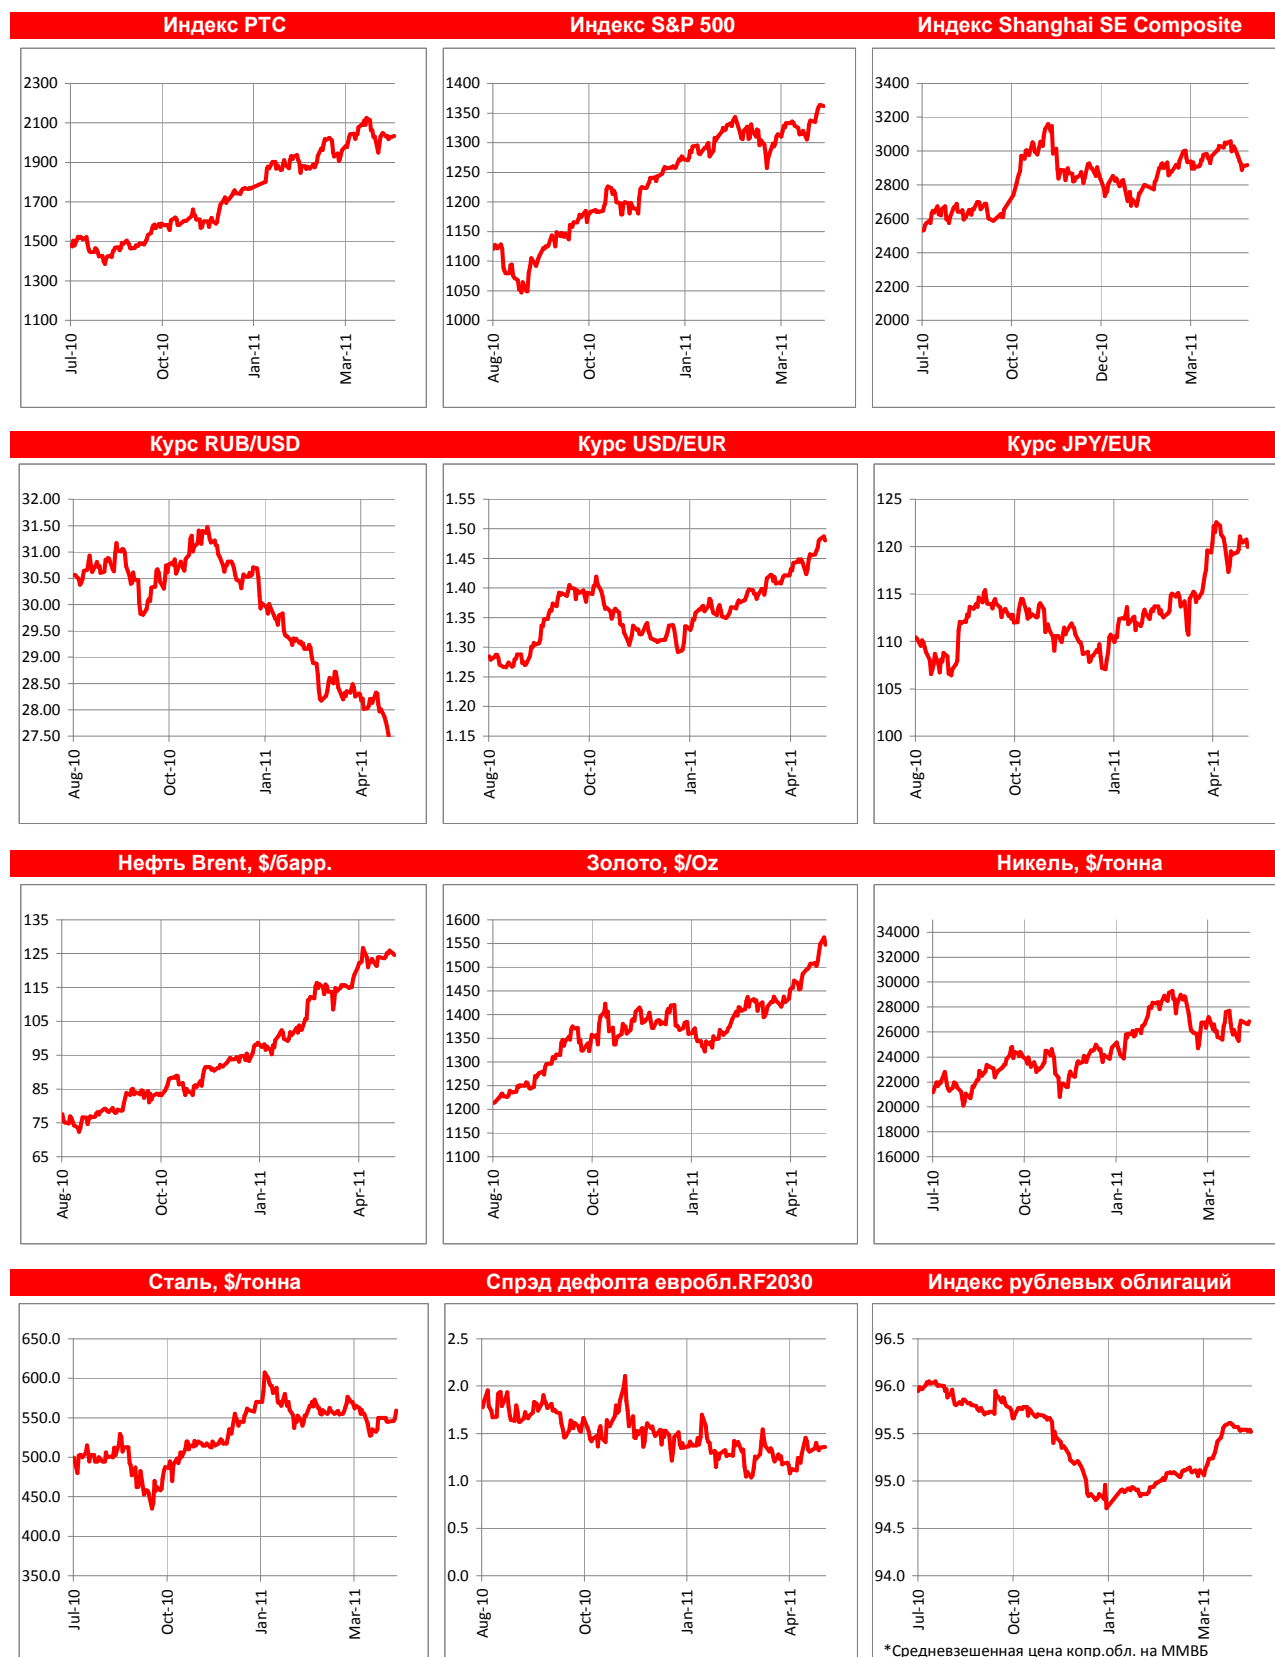 Индекс РТС
2300
2100
1900
1700
1500
1300
1100
Jul-10
Oct-10
Jan-11
Mar-11
Индекс S&P 500
1400
1350
1300
1250
1200
1150
1100
1050
1000
Aug-10
Oct-10
Jan-11
Mar-11
Индекс Shanghai SE Composite
3400
3200
3000
2800
2600
2400
2200
2000
Jul-10
Oct-10
Dec-10
Mar-11
Курс RUB/USD
32.00
31.50
31.00
30.50
30.00
29.50
29.00
28.50
28.00
27.50
Aug-10
Oct-10
Jan-11
Apr-11
Курс USD/EUR
1.55
1.50
1.45
1.40
1.35
1.30
1.25
1.20
1.15
Aug-10
Oct-10
Jan-11
Apr-11
Курс JPY/EUR
125
120
115
110
105
100
Aug-10
Oct-10
Jan-11
Apr-11
Нефть Brent, $/барр.
135
125
115
105
95
85
75
65
Aug-10
Oct-10
Jan-11
Apr-11
Золото, $/Oz
1600
1550
1500
1450
1400
1350
1300
1250
1200
1150
1100
Aug-10
Oct-10
Jan-11
Apr-11
Никель, $/тонна
34000
32000
30000
28000
26000
24000
22000
20000
18000
16000
Jul-10
Oct-10
Jan-11
Mar-11
Сталь, $/тонна
650.0
600.0
550.0
500.0
450.0
400.0
350.0
Jul-10
Oct-10
Jan-11
Mar-11
Спрэд дефолта евробл.RF2030
2.5
2.0
1.5
1.0
0.5
0.0
Aug-10
Oct-10
Jan-11
Apr-11
Индекс рублевых облигаций
96.5
96.0
95.5
95.0
94.5
94.0
Jul-10
Oct-10
Jan-11
Mar-11
*Средневзешенная цена копр.обл. на ММВБ